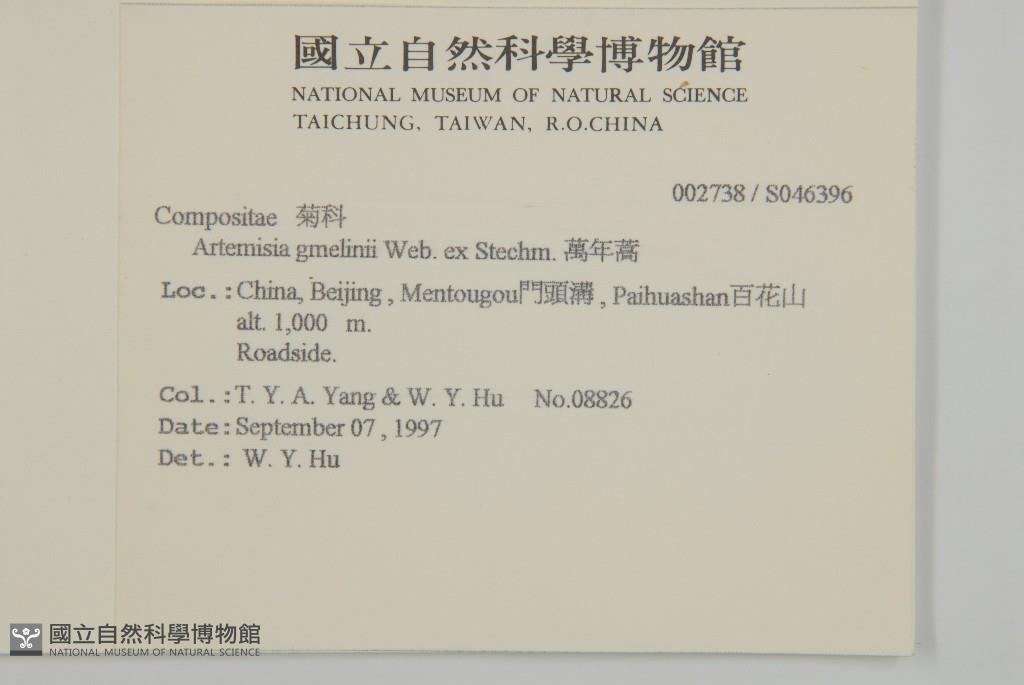 國立自然科學博物館
NATIONAL MUSEUM OF NATURAL SCIENCE
TAICHUNG, TAIWAN, R.O.CHINA
002738 / S046396
Compositae 菊科
Artemisia gmelinii Web. ex Stechm. 萬年蒿
Loc.:China, Beijing , Mentougou門頭溝 , Paihuashan百花山
alt. 1,000 m.
Roadside.
Col.:T. Y. A. Yang & W. Y. Hu No.08826
Date:September 07 , 1997
Det.: W. Y. Hu
國立自然科學博物館
NATIONAL MUSEUM OF NATURAL SCIENCE